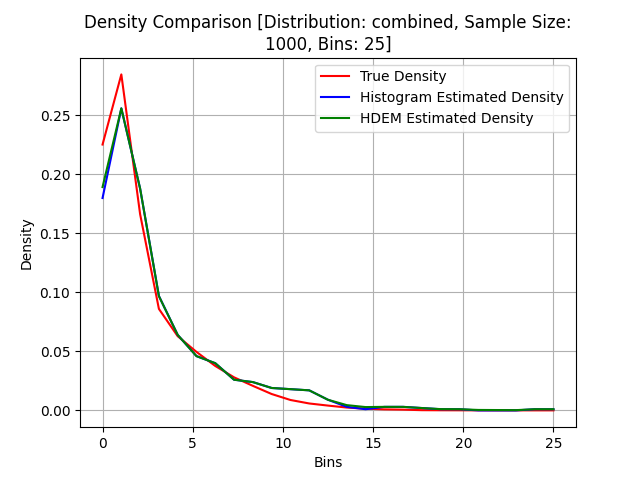 Density Comparison [Distribution: combined, Sample Size:
1000, Bins: 25]
True Density
Histogram Estimated Density
HDEM Estimated Density
Density
0.25
0.20
0.15
0.10
0.05
0.00
0 5 10 15 20 25
Bins